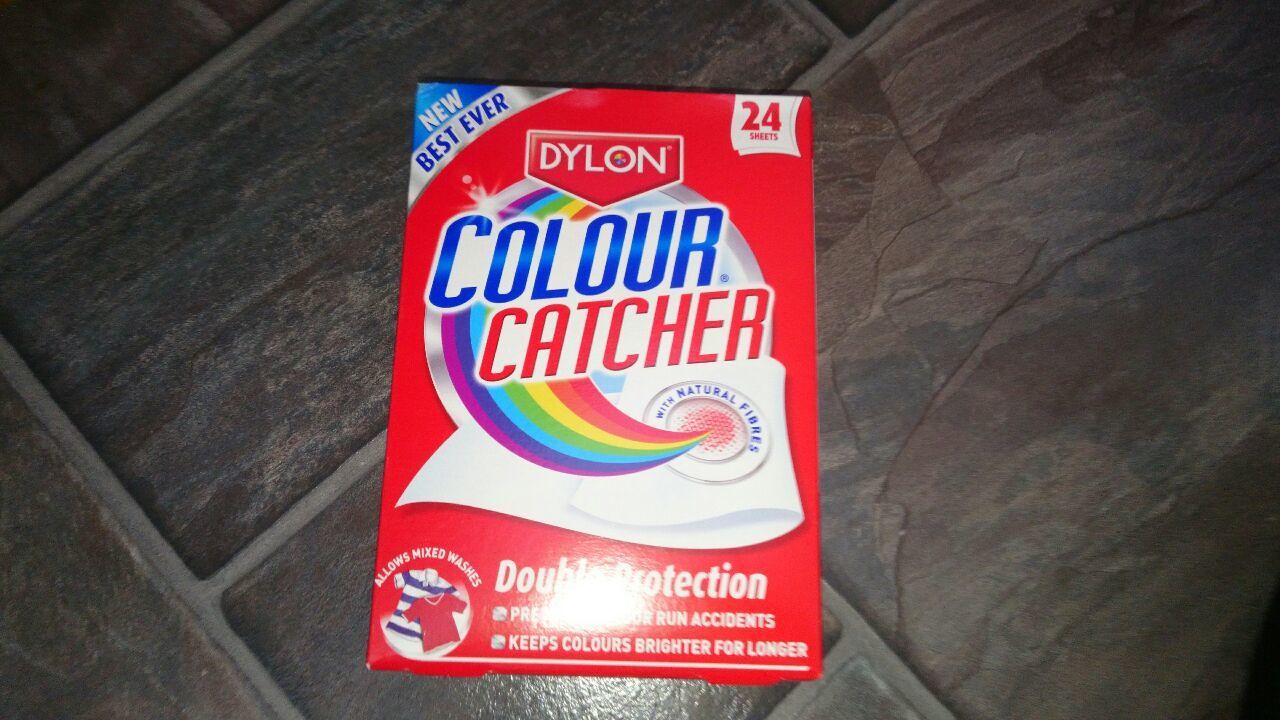 NEW
BEST EVER
24
SHEETS
DYLON
COLOUR®
CATCHER
WITH NATURAL FIBRES
ALLOWS MIXED WASHES
Double Protection
RUN ACCIDENTS
KEEPS COLOURS BRIGHTER FOR LONGER